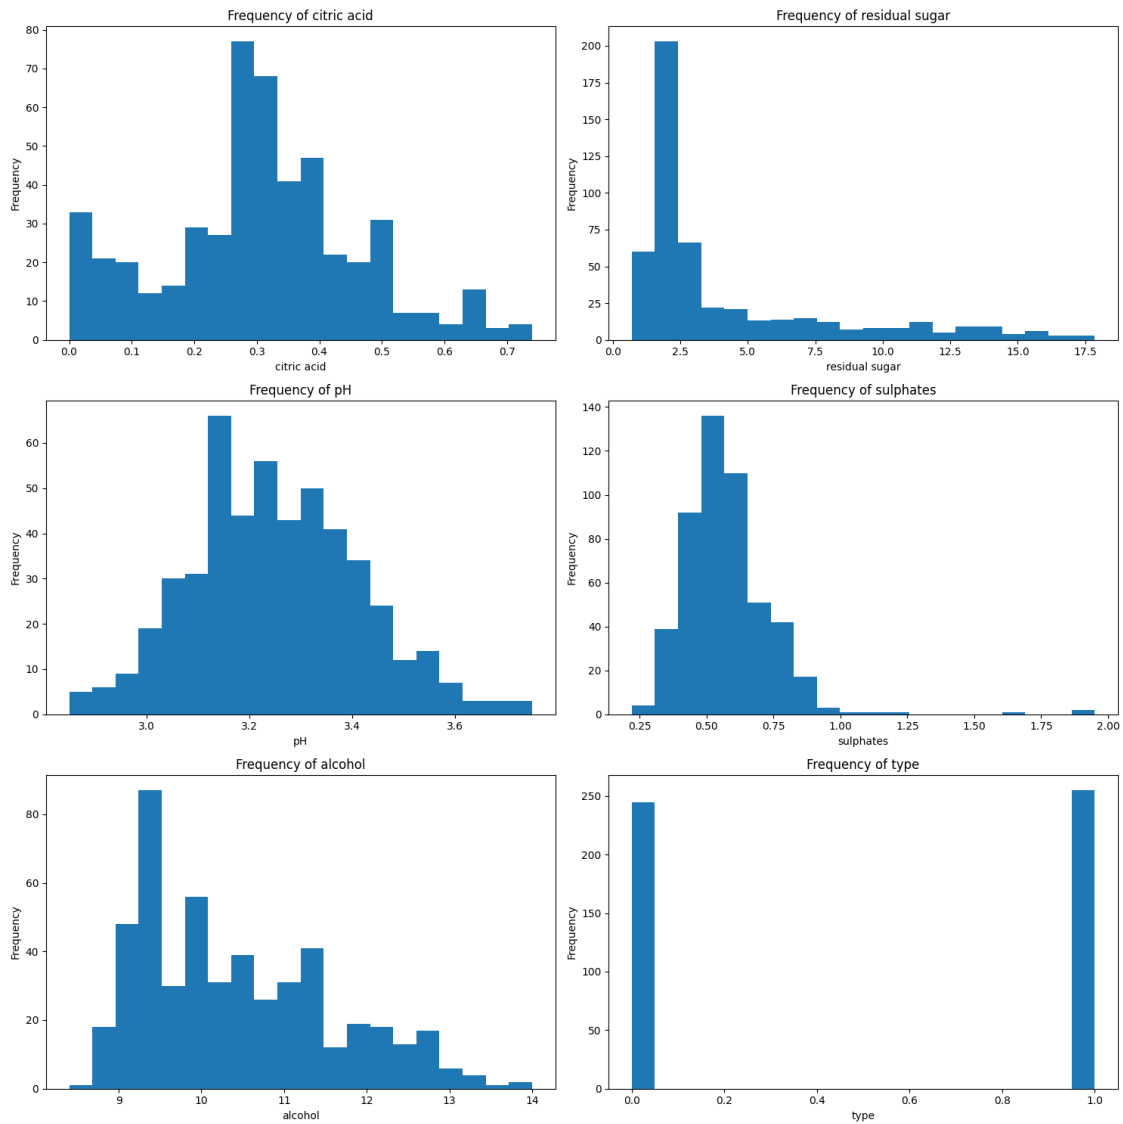 Frequency of citric acid
Frequency
80
70
60
50
40
30
20
10
0
0.0 0.1 0.2 0.3 0.4 0.5 0.6 0.7
citric acid
Frequency of residual sugar
Frequency
200
175
150
125
100
75
50
25
0
0.0 2.5 5.0 7.5 10.0 12.5 15.0 17.5
residual sugar
Frequency of pH
Frequency
60
50
40
30
20
10
0
3.0 3.2 3.4 3.6
pH
Frequency of sulphates
Frequency
140
120
100
80
60
40
20
0
0.25 0.50 0.75 1.00 1.25 1.50 1.75 2.00
sulphates
Frequency of alcohol
Frequency
80
60
40
20
0
9 10 11 12 13 14
alcohol
Frequency of type
Frequency
250
200
150
100
50
0
0.0 0.2 0.4 0.6 0.8 1.0
type